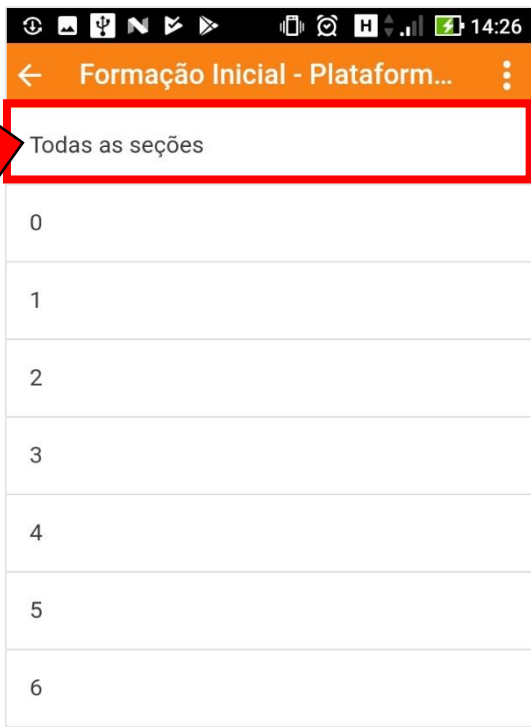 H 14:26
Formação Inicial - Plataform...
Todas as seções
0
1
2
3
4
5
6